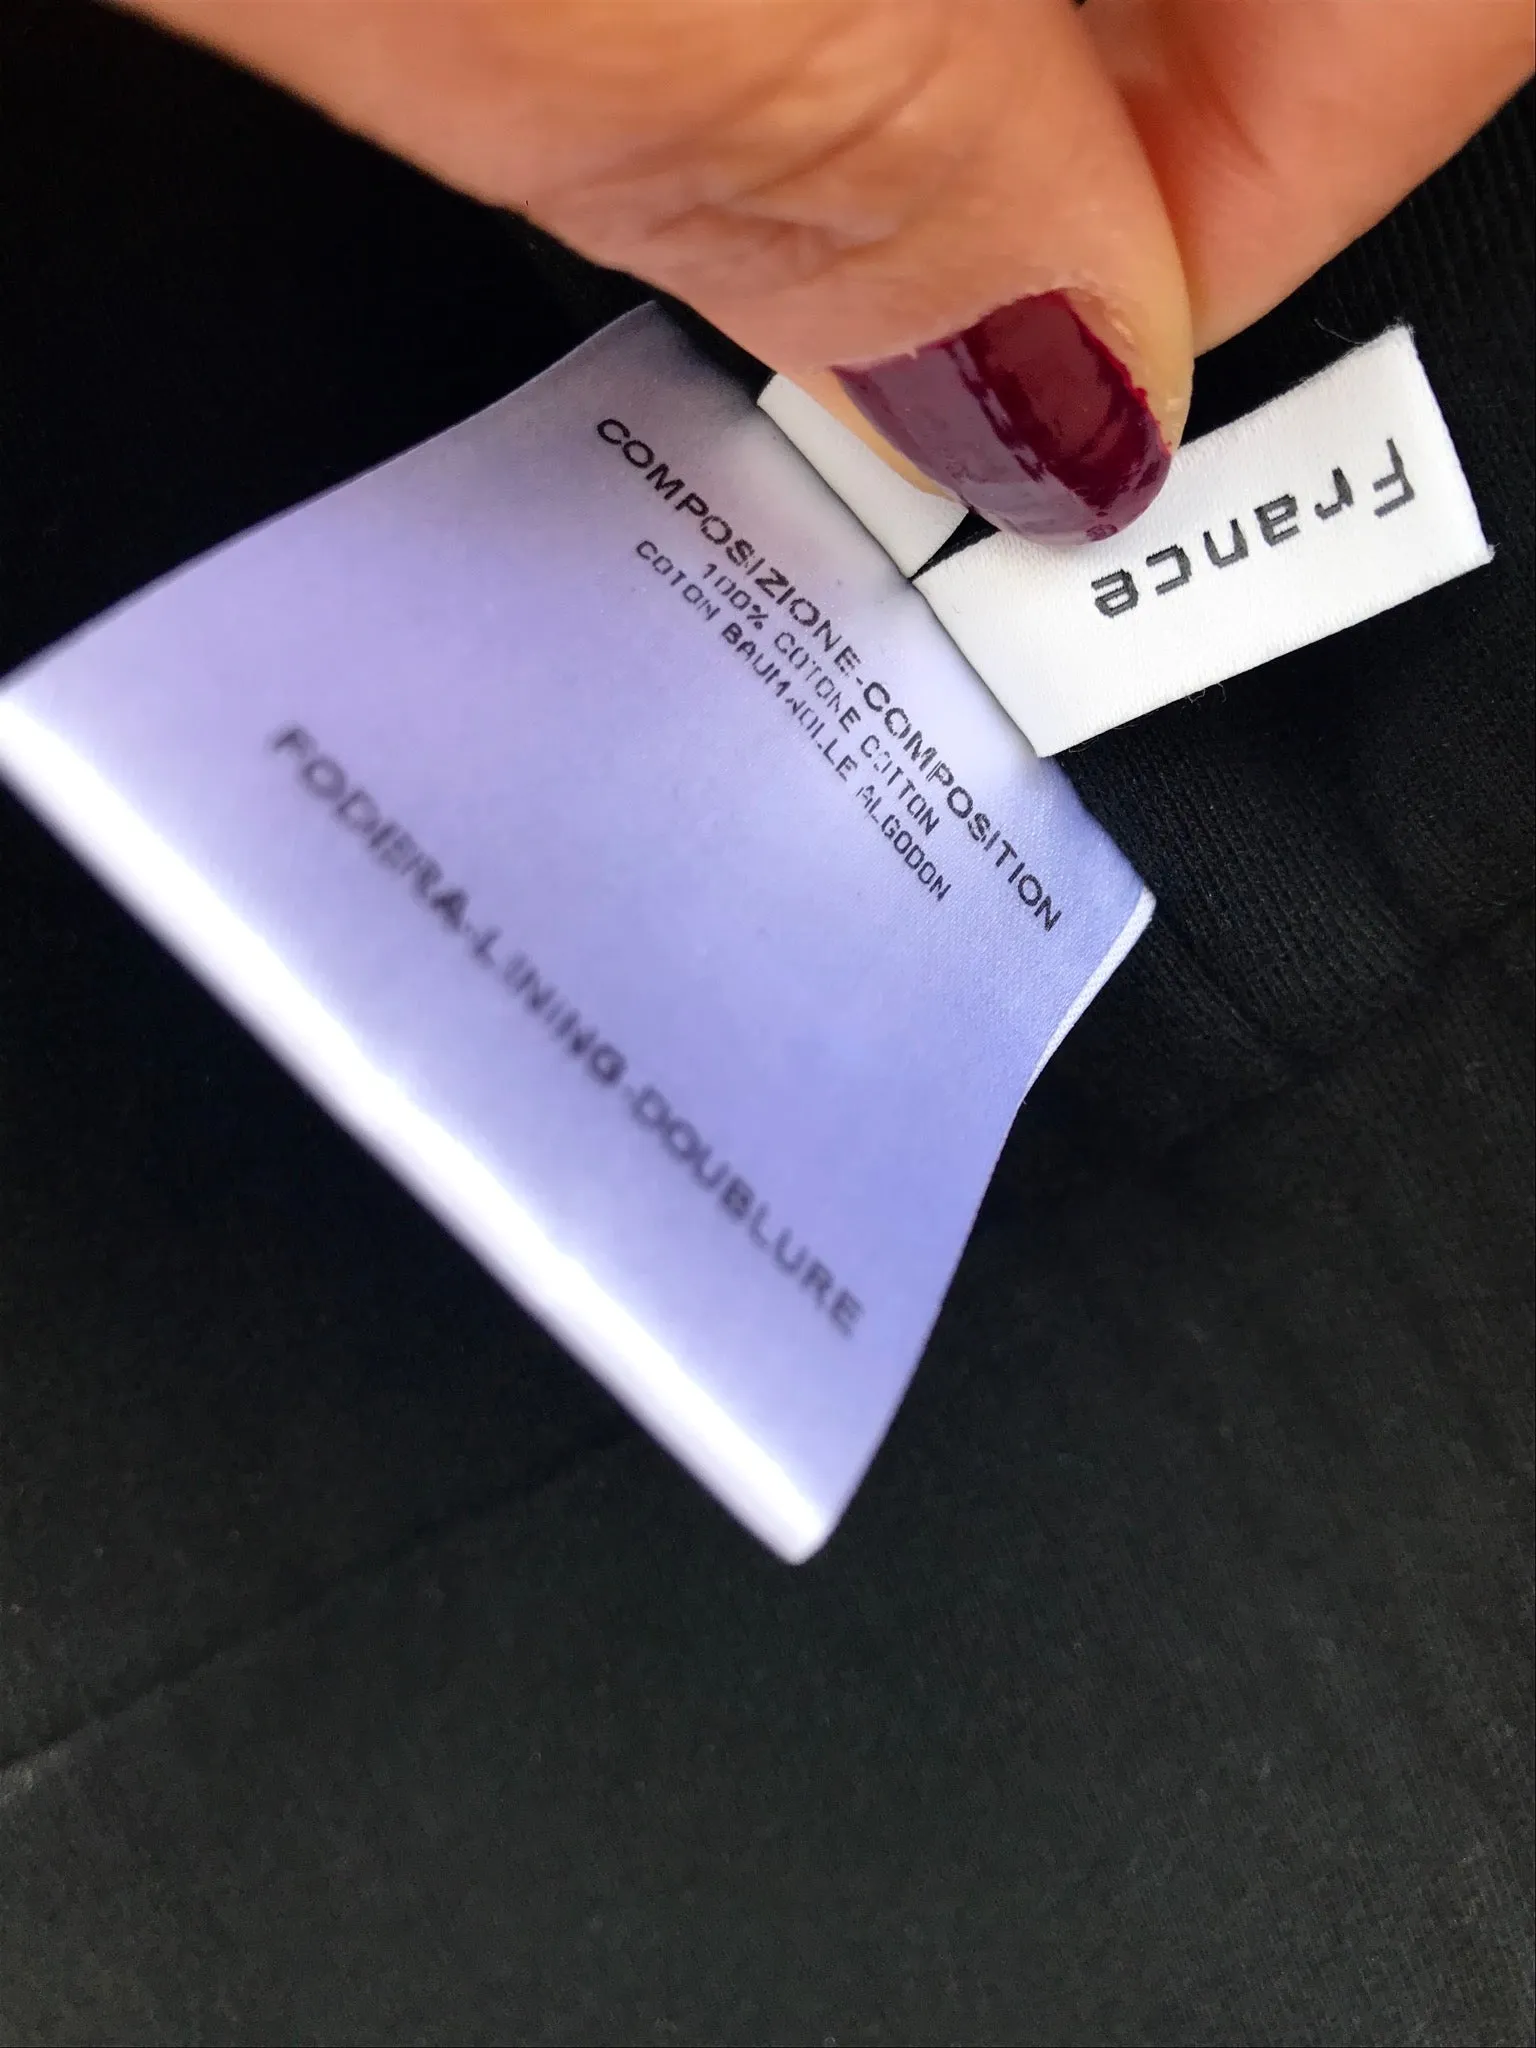 COMPOSIZIONE-COMPOSITION
100% COTONE COTTON
COTON BAUMWOLLE ALGODON
FODERA-LINING-DOUBLURE
France